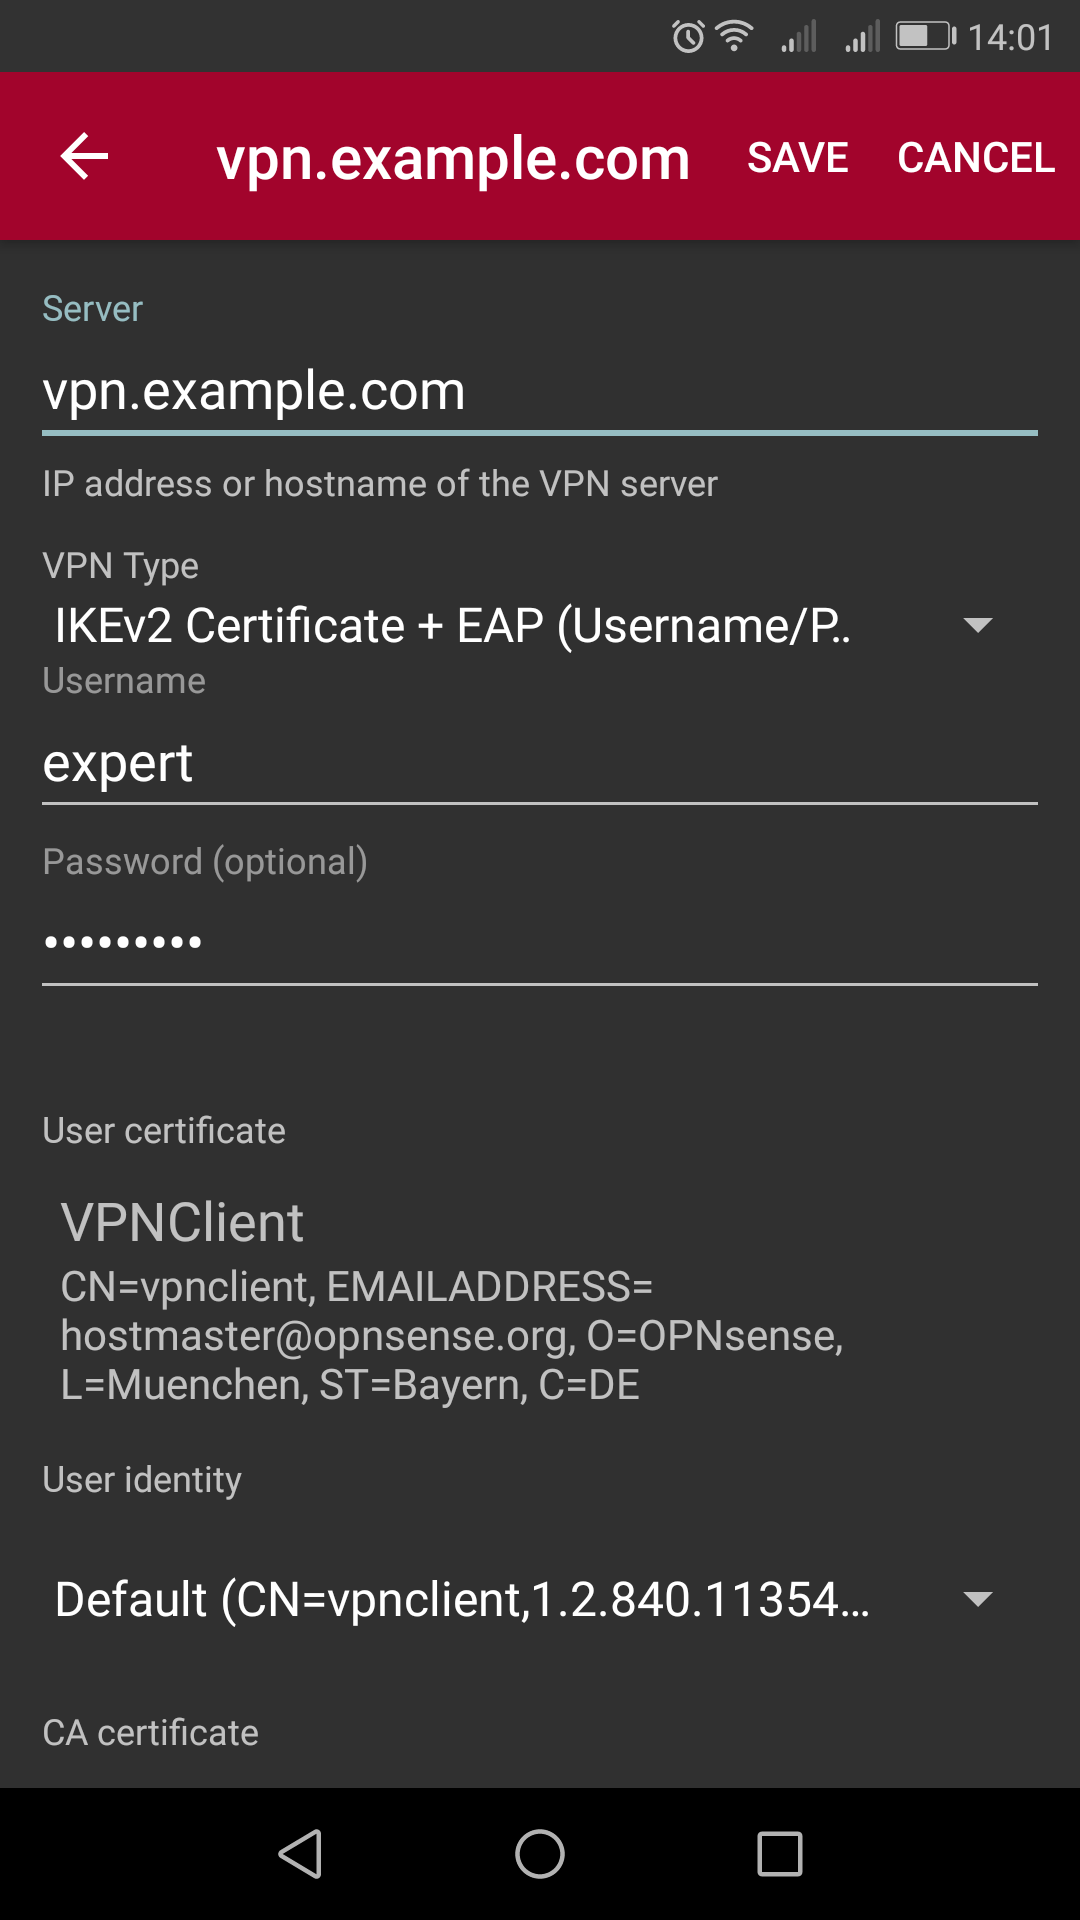 14:01
vpn.example.com SAVE CANCEL
Server
vpn.example.com
IP address or hostname of the VPN server
VPN Type
IKEv2 Certificate + EAP (Username/P..
Username
expert
Password (optional)
•••••••••
User certificate
VPNClient
CN=vpnclient, EMAILADDRESS=
hostmaster@opnsense.org, O=OPNsense,
L=Muenchen, ST=Bayern, C=DE
User identity
Default (CN=vpnclient,1.2.840.11354...
CA certificate